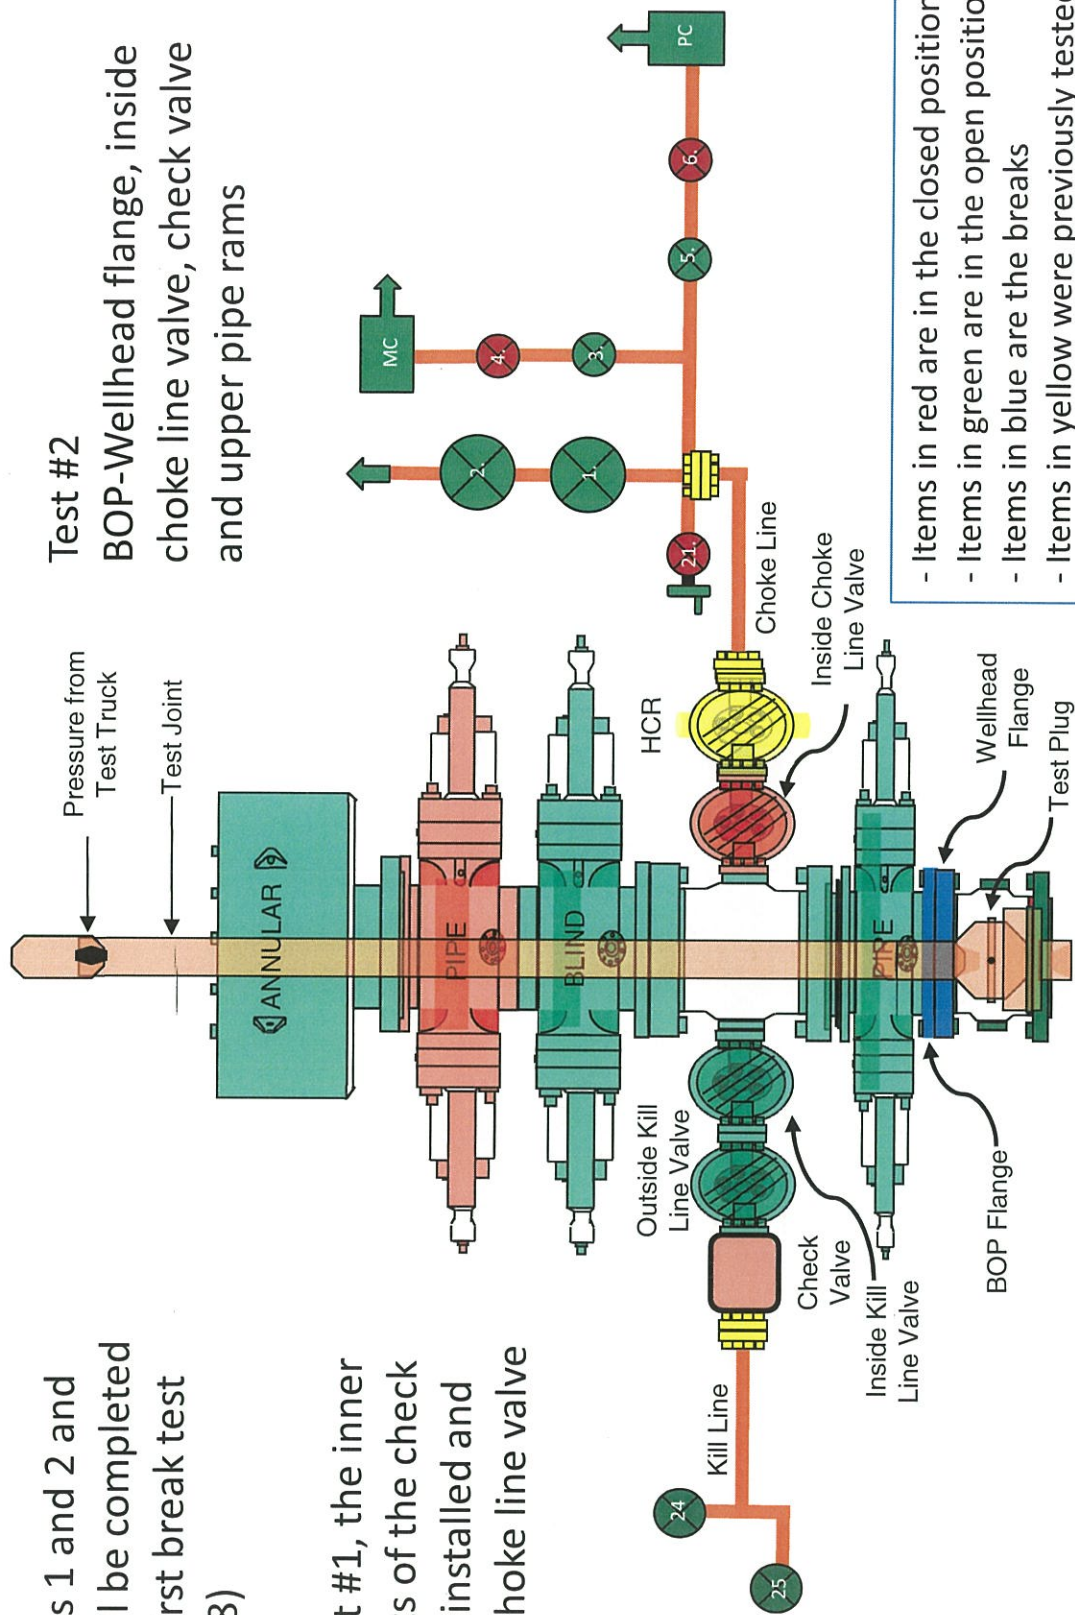 s 1 and 2 and
l be completed
rst break test
3)
t #1, the inner
s of the check
installed and
hoke line valve
Test #2
BOP-Wellhead flange, inside
choke line valve, check valve
and upper pipe rams
Pressure from
Test Truck
Test Joint
ANNULAR
PIPE
BLIND
PIPE
Outside Kill
Line Valve
HCR
Kill Line
Check
Valve
Inside Kill
Line Valve
BOP Flange
Choke Line
Inside Choke
Line Valve
Wellhead
Flange
Test Plug
24
25
MC
PC
2.
1.
4.
3.
5.
6.
21.
- Items in red are in the closed position
- Items in green are in the open positio
- Items in blue are the breaks
- Items in yellow were previously tested